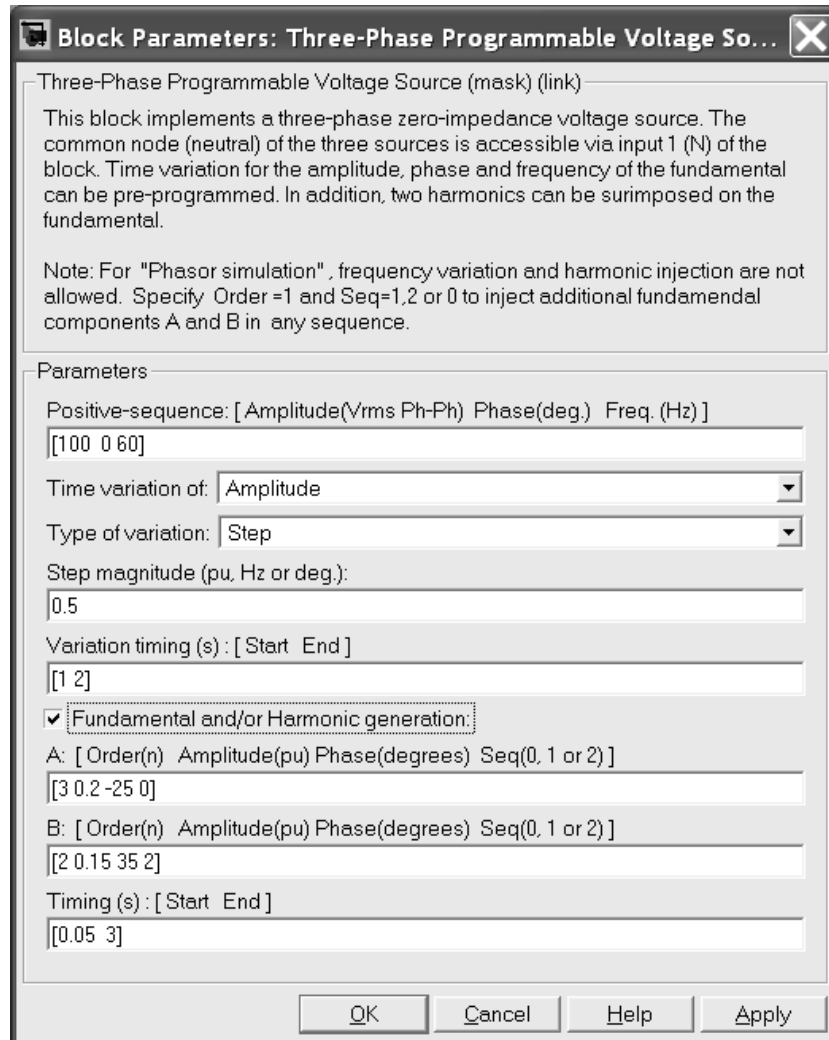 Block Parameters: Three-Phase Programmable Voltage So...
Three-Phase Programmable Voltage Source (mask) (link)
This block implements a three-phase zero-impedance voltage source. The
common node (neutral) of the three sources is accessible via input 1 (N) of the
block. Time variation for the amplitude, phase and frequency of the fundamental
can be pre-programmed. In addition, two harmonics can be surimposed on the
fundamental.
Note: For "Phasor simulation" , frequency variation and harmonic injection are not
allowed. Specify Order =1 and Seq=1,2 or 0 to inject additional fundamendal
components A and B in any sequence.
Parameters
Positive-sequence: [ Amplitude(Vrms Ph-Ph) Phase(deg.) Freq. (Hz) ]
[100 0 60]
Time variation of: Amplitude
Type of variation: Step
Step magnitude (pu, Hz or deg.):
0.5
Variation timing (s) : [ Start End ]
[1 2]
Fundamental and/or Harmonic generation:
A: [ Order(n) Amplitude(pu) Phase(degrees) Seq(0, 1 or 2) ]
[3 0.2 -25 0]
B: [ Order(n) Amplitude(pu) Phase(degrees) Seq(0, 1 or 2) ]
[2 0.15 35 2]
Timing (s) : [ Start End ]
[0.05 3]
OK Cancel Help Apply